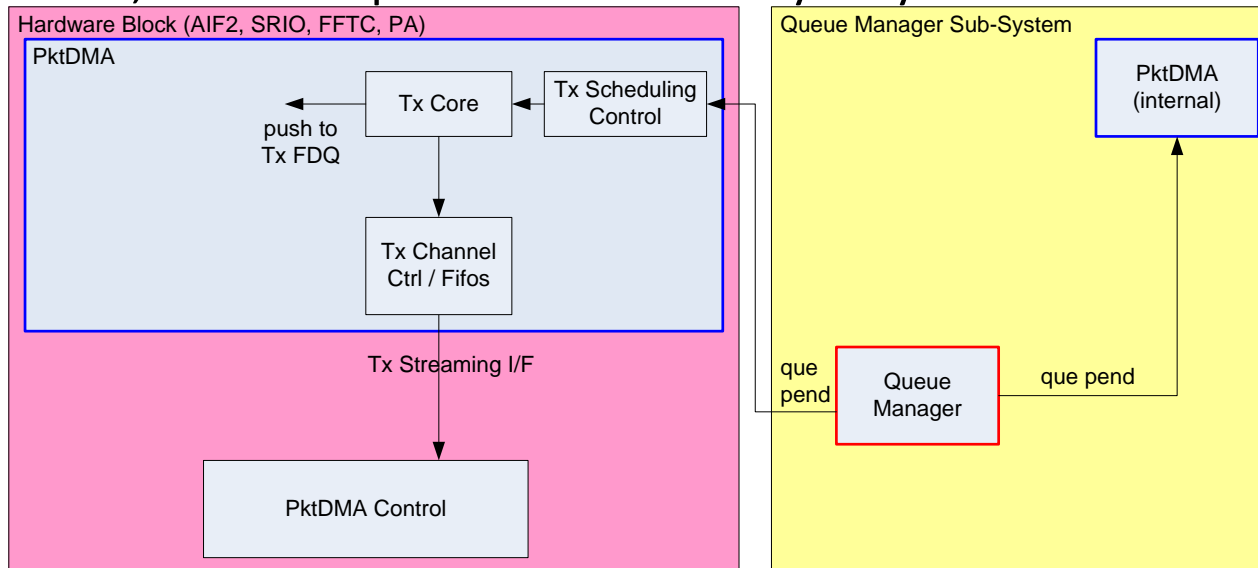 Hardware Block (AIF2, SRIO, FFTC, PA)
PktDMA
Tx Core
Tx Scheduling
Control
push to
Tx FDQ
Tx Channel
Ctrl / Fifos
Tx Streaming I/F
PktDMA Control
Queue Manager Sub-System
PktDMA
(internal)
que
pend
Queue
Manager
que pend